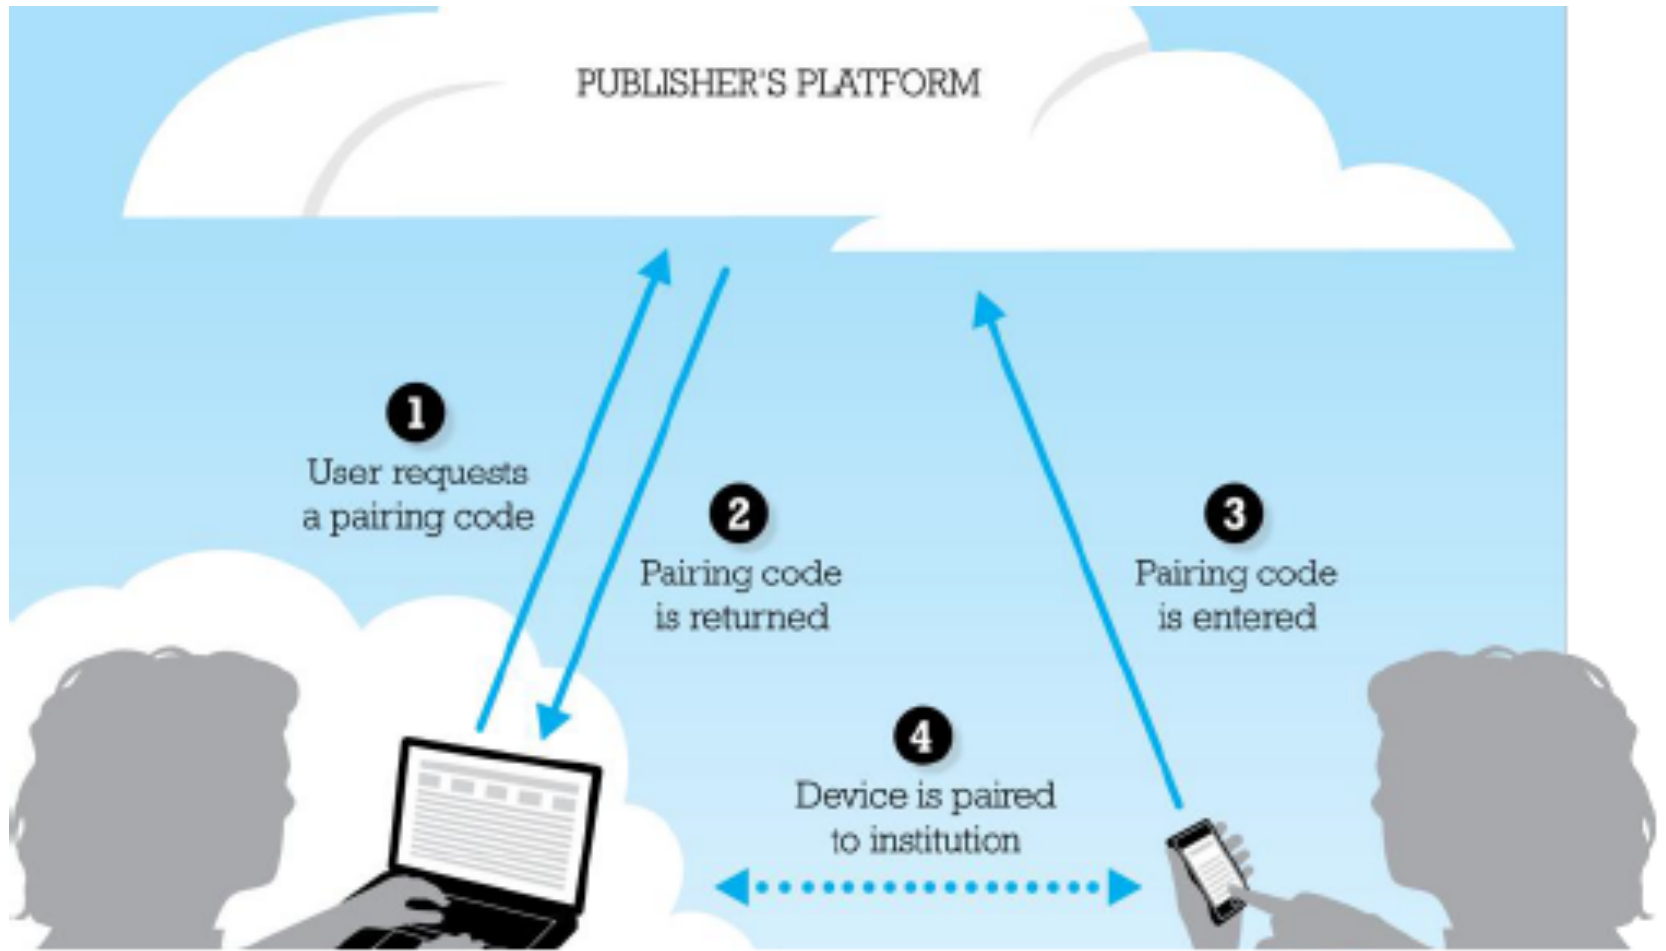 PUBLISHER'S PLATFORM
1
User requests
a pairing code
2
Pairing code
is returned
3
Pairing code
is entered
4
Device is paired
to institution